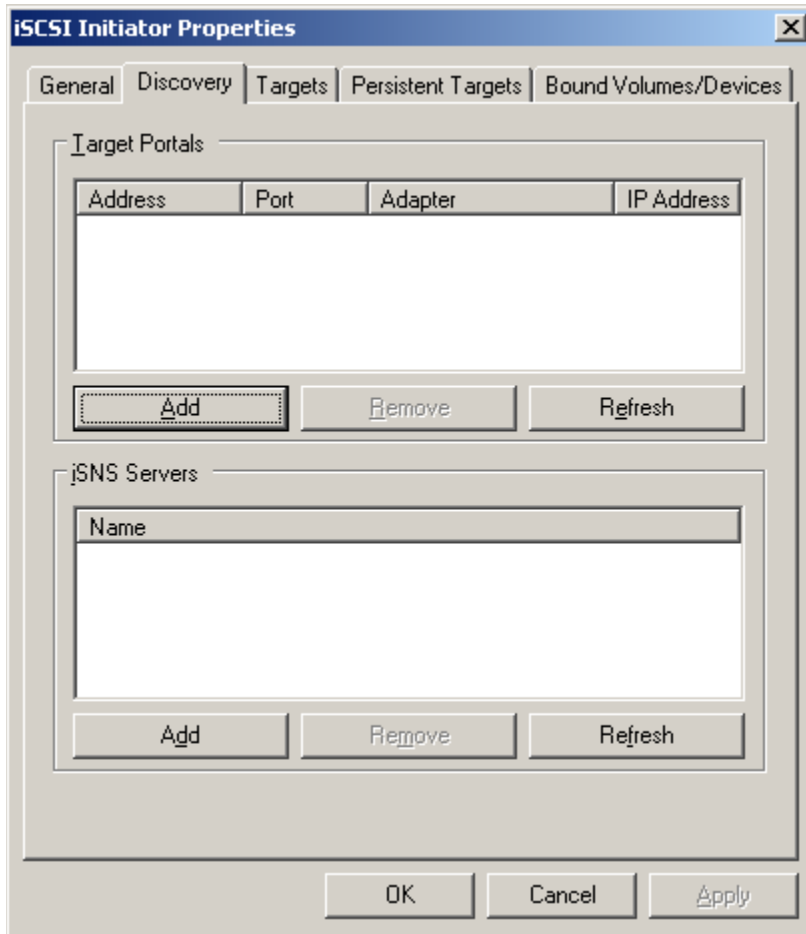 iSCSI Initiator Properties
General Discovery Targets Persistent Targets Bound Volumes/Devices
Target Portals
Address Port Adapter IP Address
Add Remove Refresh
iSNS Servers
Name
Add Remove Refresh
OK Cancel Apply